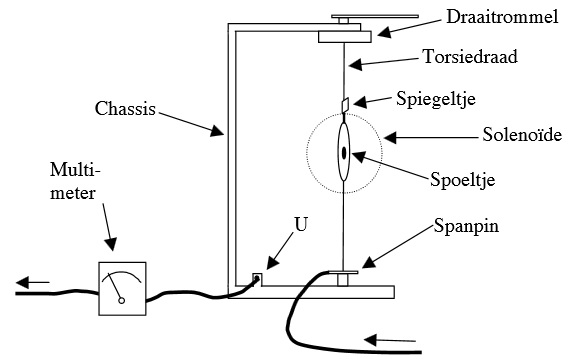 Draaitrommel
Torsiedraad
Spiegeltje
Chassis
Solenoïde
Multi-
meter
Spoeltje
U
Spanpin